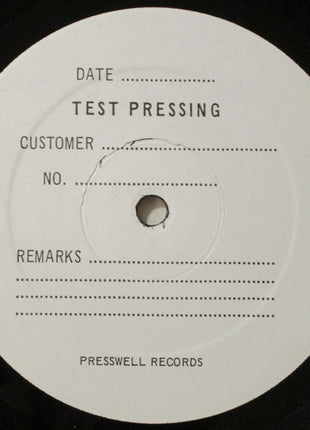 DATE ....................
TEST PRESSING
CUSTOMER ......................................
NO. ..............................
REMARKS ........................................
.......................................................
.......................................................
.......................................................
PRESSWELL RECORDS